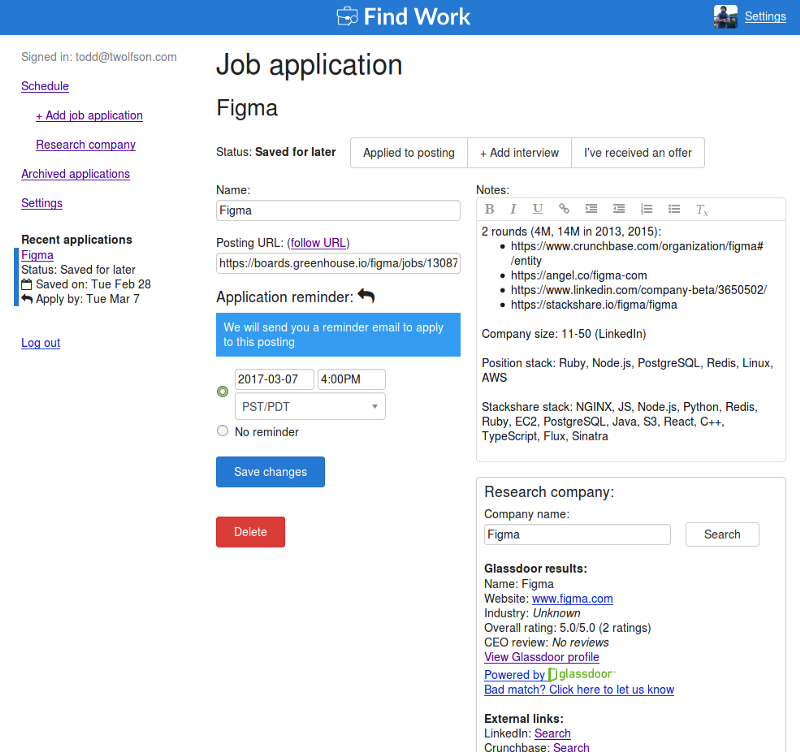 Find Work
Settings
Signed in: todd@twolfson.com
Schedule
+ Add job application
Research company
Archived applications
Settings
Recent applications
Figma
Status: Saved for later
Saved on: Tue Feb 28
Apply by: Tue Mar 7
Log out
Job application
Figma
Status: Saved for later
Applied to posting
+ Add interview
I've received an offer
Name:
Figma
Posting URL: (follow URL)
https://boards.greenhouse.io/figma/jobs/13087
Application reminder:
We will send you a reminder email to apply
to this posting
2017-03-07
4:00PM
PST/PDT
No reminder
Save changes
Delete
Notes:
B I U Tx
2 rounds (4M, 14M in 2013, 2015):
https://www.crunchbase.com/organization/figma#
/entity
https://angel.co/figma-com
https://www.linkedin.com/company-beta/3650502/
https://stackshare.io/figma/figma
Company size: 11-50 (LinkedIn)
Position stack: Ruby, Node.js, PostgreSQL, Redis, Linux,
AWS
Stackshare stack: NGINX, JS, Node.js, Python, Redis,
Ruby, EC2, PostgreSQL, Java, S3, React, C++,
TypeScript, Flux, Sinatra
Research company:
Company name:
Figma
Search
Glassdoor results:
Name: Figma
Website: www.figma.com
Industry: Unknown
Overall rating: 5.0/5.0 (2 ratings)
CEO review: No reviews
View Glassdoor profile
Powered by glassdoor
Bad match? Click here to let us know
External links:
LinkedIn: Search
Crunchbase: Search